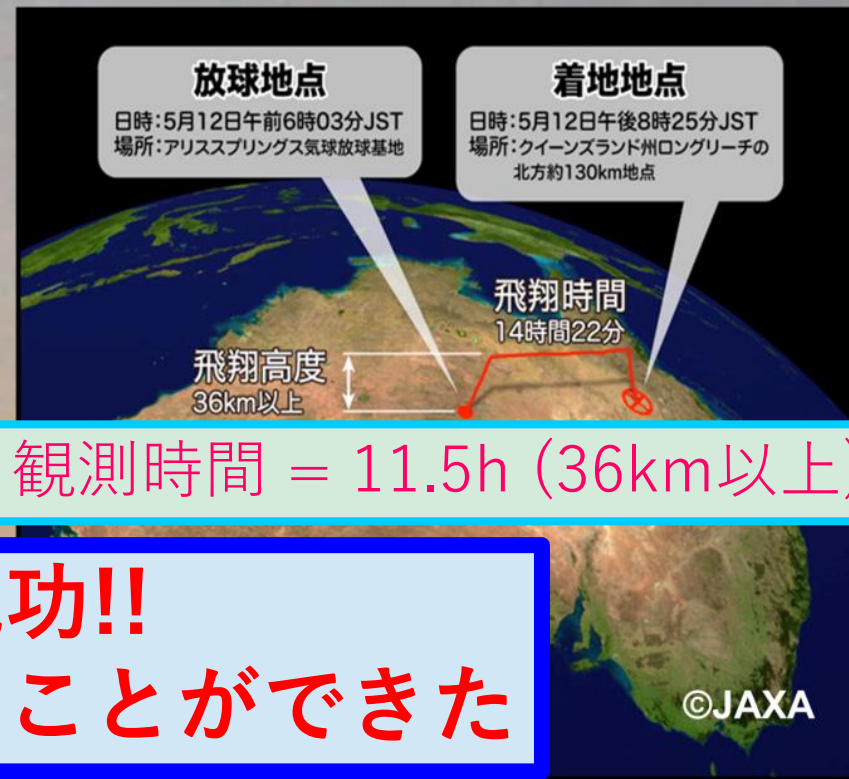 放球地点
日時:5月12日午前6時03分JST
場所:アリススプリングス気球放球基地
着地地点
日時:5月12日午後8時25分JST
場所:クイーンズランド州ロングリーチの
北方約130km地点
飛翔時間
14時間22分
飛翔高度
36km以上
観測時間 = 11.5h (36km以上)
功!!
ことができた
©JAXA